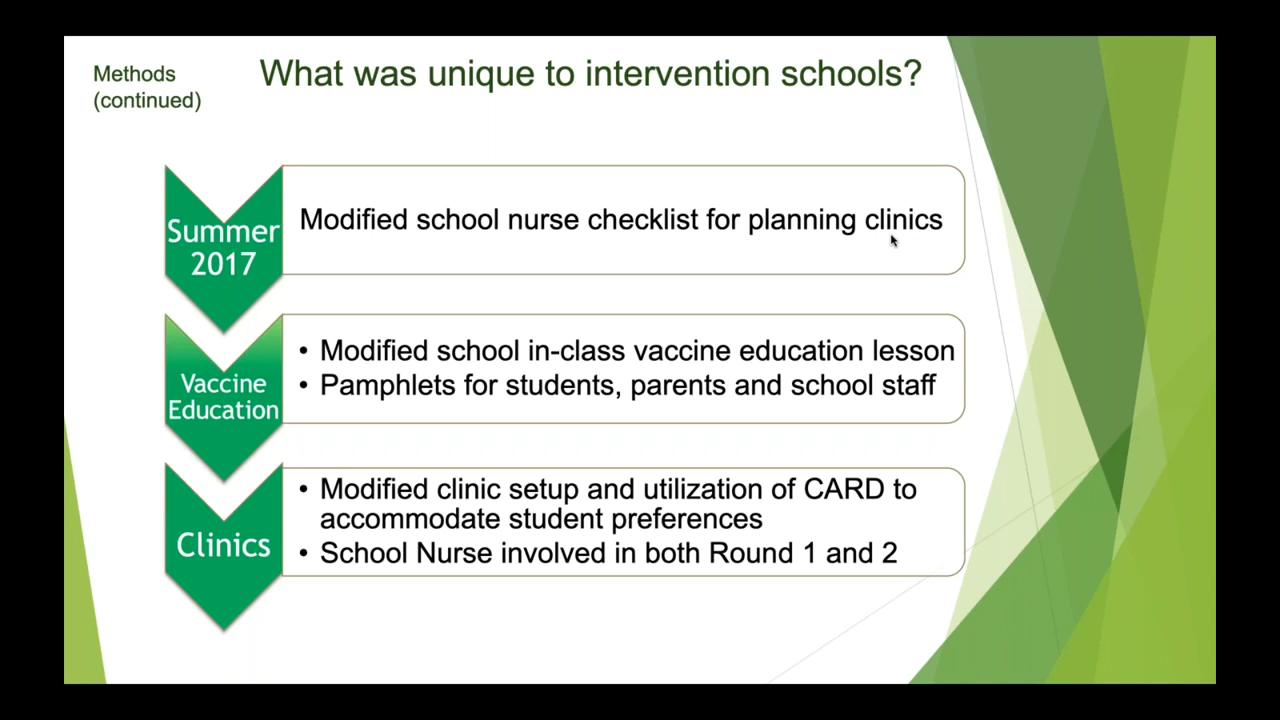 Methods
(continued)
What was unique to intervention schools?
Summer
2017
Modified school nurse checklist for planning clinics
Vaccine
Education
• Modified school in-class vaccine education lesson
• Pamphlets for students, parents and school staff
Clinics
• Modified clinic setup and utilization of CARD to
accommodate student preferences
• School Nurse involved in both Round 1 and 2